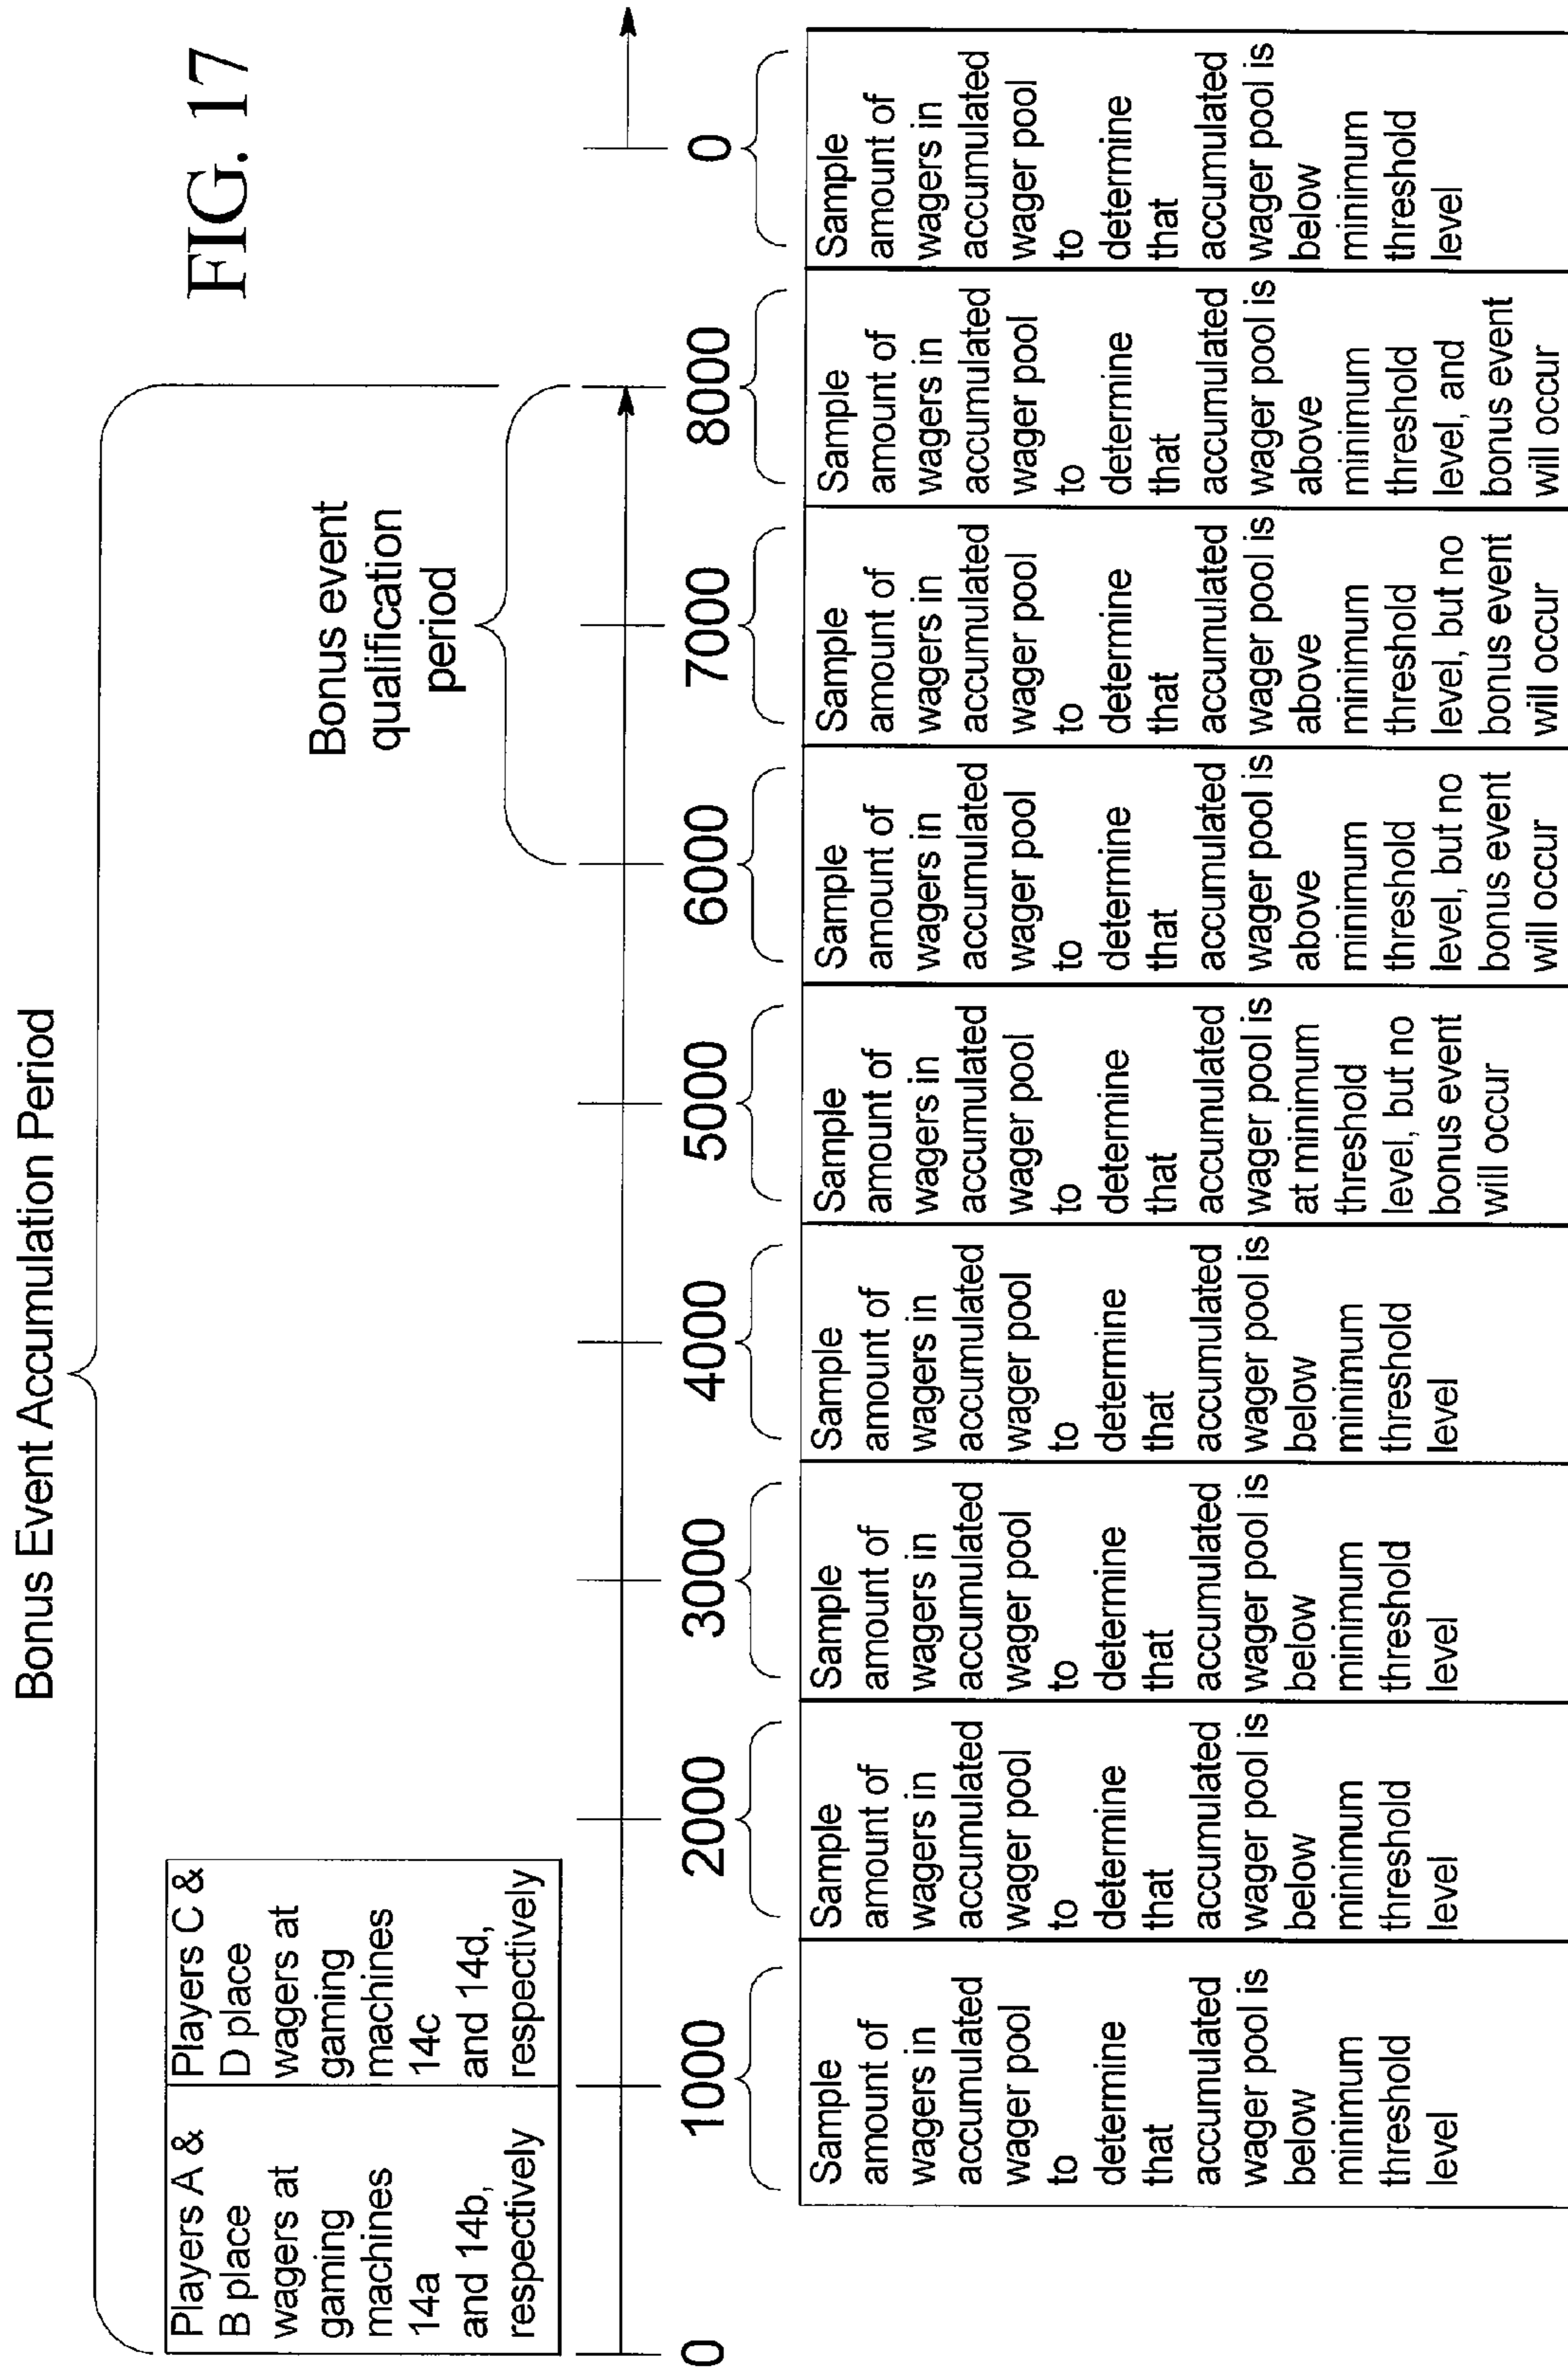 FIG. 17
Bonus Event Accumulation Period
Bonus event
qualification
period
Players A &
B place
wagers at
gaming
machines
14a
and 14b,
respectively
Players C &
D place
wagers at
gaming
machines
14c
and 14d,
respectively
0
1000
2000
3000
4000
5000
6000
7000
8000
0
Sample
amount of
wagers in
accumulated
wager pool
to
determine
that
accumulated
wager pool is
below
minimum
threshold
level
Sample
amount of
wagers in
accumulated
wager pool
to
determine
that
accumulated
wager pool is
below
minimum
threshold
level
Sample
amount of
wagers in
accumulated
wager pool
to
determine
that
accumulated
wager pool is
below
minimum
threshold
level
Sample
amount of
wagers in
accumulated
wager pool
to
determine
that
accumulated
wager pool is
below
minimum
threshold
level
Sample
amount of
wagers in
accumulated
wager pool
to
determine
that
accumulated
wager pool is
at minimum
threshold
level, but no
bonus event
will occur
Sample
amount of
wagers in
accumulated
wager pool
to
determine
that
accumulated
wager pool is
above
minimum
threshold
level, but no
bonus event
will occur
Sample
amount of
wagers in
accumulated
wager pool
to
determine
that
accumulated
wager pool is
above
minimum
threshold
level, but no
bonus event
will occur
Sample
amount of
wagers in
accumulated
wager pool
to
determine
that
accumulated
wager pool is
above
minimum
threshold
level, and
bonus event
will occur
Sample
amount of
wagers in
accumulated
wager pool
to
determine
that
accumulated
wager pool is
below
minimum
threshold
level